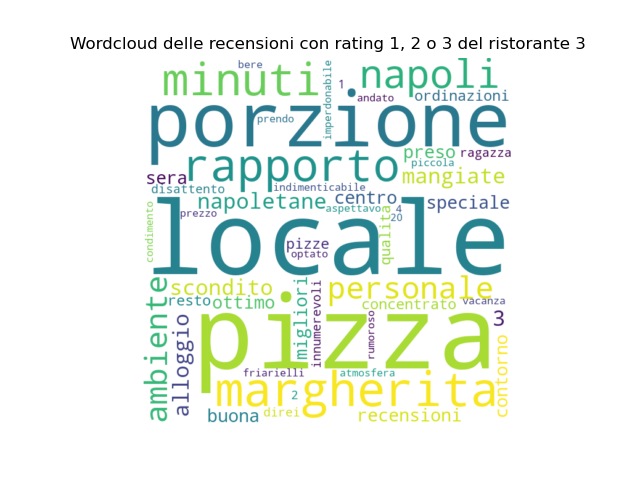 Wordcloud delle recensioni con rating 1, 2 o 3 del ristorante 3
bere
minuti
imperdonabile
1
napoli
andato
ordinazioni
porzione
prendo
rapporto
preso
ragazza
piccola
sera
mangiate
disattento
indimenticabile
napoletane
centro
speciale
condimento
prezzo
aspettavo
4
20
qualità
locale
pizze
optato
scondito
migliori
innumerevoli
personale
resto
ottimo
concentrato
vacanza
ambiente
alloggio
pizza
rumoroso
3
contorno
friarielli
atmosfera
margherita
2
buona
direi
recensioni